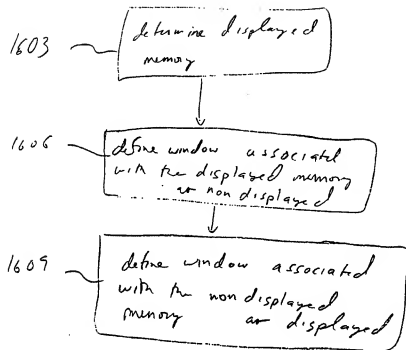 1603
determine displayed
memory
1606
define window associated
with the displayed memory
as non displayed
1609
define window associated
with the non displayed
memory as displayed